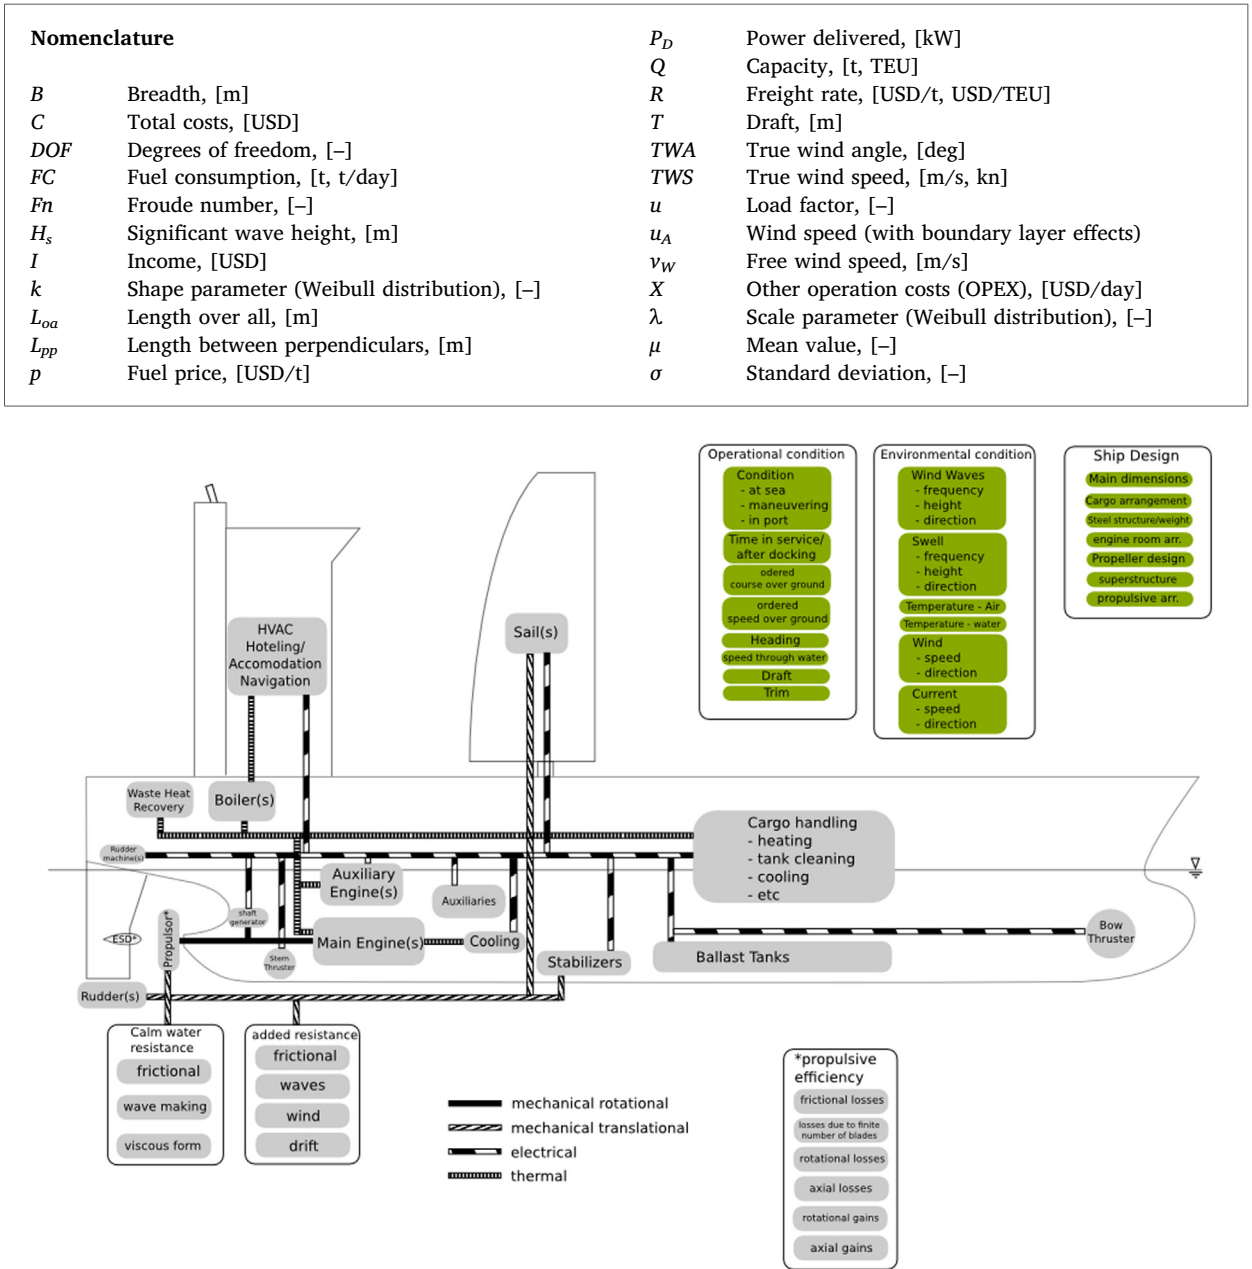 Nomenclature
B Breadth, [m]
C Total costs, [USD]
DOF Degrees of freedom, [–]
FC Fuel consumption, [t, t/day]
Fn Froude number, [–]
Hs Significant wave height, [m]
I Income, [USD]
k Shape parameter (Weibull distribution), [–]
Loa Length over all, [m]
Lpp Length between perpendiculars, [m]
p Fuel price, [USD/t]
PD Power delivered, [kW]
Q Capacity, [t, TEU]
R Freight rate, [USD/t, USD/TEU]
T Draft, [m]
TWA True wind angle, [deg]
TWS True wind speed, [m/s, kn]
u Load factor, [–]
uA Wind speed (with boundary layer effects)
vW Free wind speed, [m/s]
X Other operation costs (OPEX), [USD/day]
λ Scale parameter (Weibull distribution), [–]
μ Mean value, [–]
σ Standard deviation, [–]
Operational condition
Condition
- at sea
- maneuvering
- in port
Time in service/
after docking
odered
course over ground
ordered
speed over ground
Heading
speed through water
Draft
Trim
Environmental condition
Wind Waves
- frequency
- height
- direction
Swell
- frequency
- height
- direction
Temperature - Air
Temperature - water
Wind
- speed
- direction
Current
- speed
- direction
Ship Design
Main dimensions
Cargo arrangement
Steel structure/weight
engine room arr.
Propeller design
superstructure
propulsive arr.
HVAC
Hoteling/
Accomodation
Navigation
Sail(s)
Waste Heat
Recovery
Boiler(s)
Rudder
machine(s)
Auxiliary
Engine(s)
Auxiliaries
Cargo handling
- heating
- tank cleaning
- cooling
- etc
shaft
generator
Propulsor*
ESD*
Stern
Thruster
Main Engine(s)
Cooling
Stabilizers
Ballast Tanks
Bow
Thruster
Rudder(s)
Calm water
resistance
frictional
wave making
viscous form
added resistance
frictional
waves
wind
drift
mechanical rotational
mechanical translational
electrical
thermal
*propulsive
efficiency
frictional losses
losses due to finite
number of blades
rotational losses
axial losses
rotational gains
axial gains